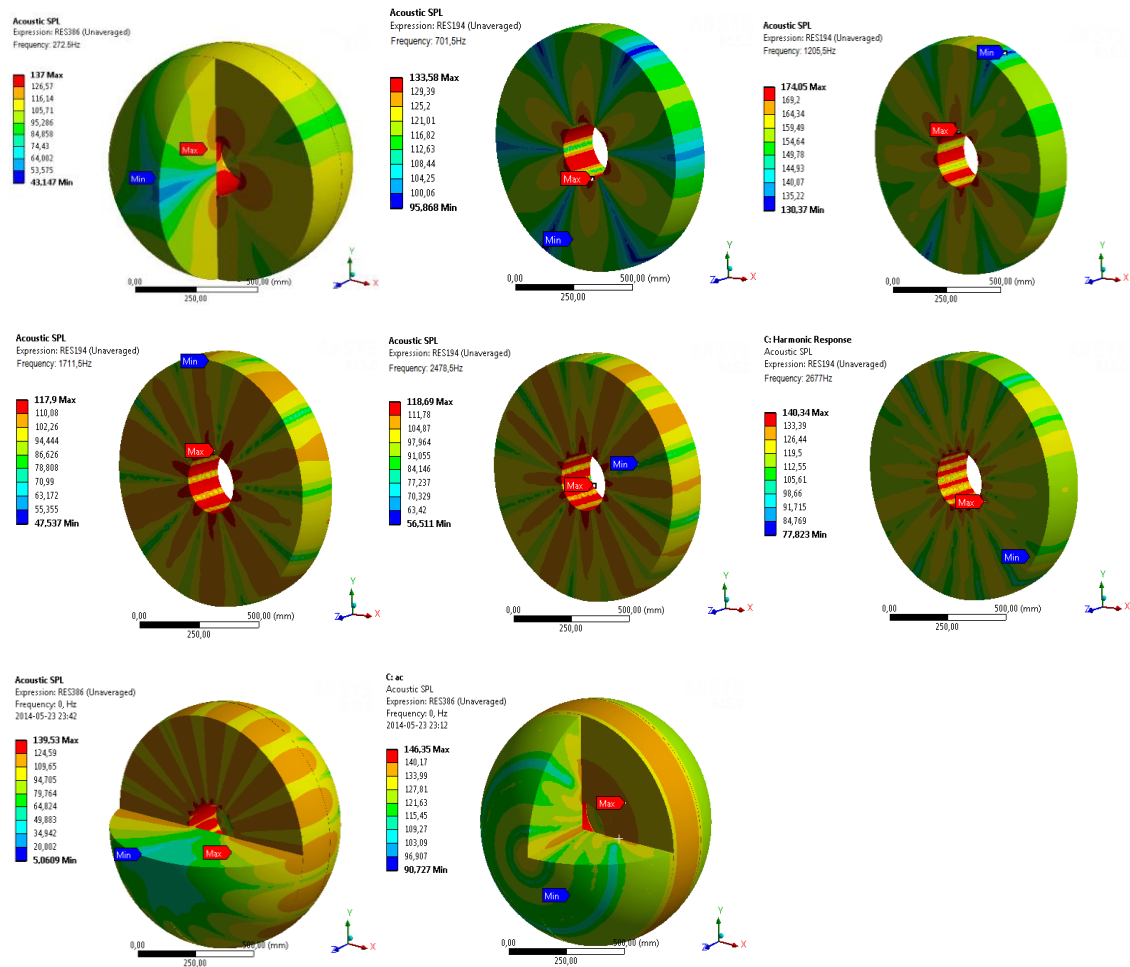 Acoustic SPL
Expression: RES386 (Unaveraged)
Frequency: 272.5Hz
137 Max
126,57
116,14
105,71
95,286
84,858
74,43
64,002
53,575
43,147 Min
Max
Min
0,00
500,00 (mm)
250,00
Y
Z
X
Acoustic SPL
Expression: RES194 (Unaveraged)
Frequency: 701,5Hz
133,58 Max
129,39
125,2
121,01
116,82
112,63
108,44
104,25
100,06
95,868 Min
Max
Min
0,00
500,00 (mm)
250,00
Y
Z
X
Acoustic SPL
Expression: RES194 (Unaveraged)
Frequency: 1205,5Hz
174,05 Max
169,2
164,34
159,49
154,64
149,78
144,93
140,07
135,22
130,37 Min
Min
Max
0,00
500,00 (mm)
250,00
Y
Z
X
Acoustic SPL
Expression: RES194 (Unaveraged)
Frequency: 1711,5Hz
117,9 Max
110,08
102,26
94,444
86,626
78,808
70,99
63,172
55,355
47,537 Min
Min
Max
0,00
500,00 (mm)
250,00
Y
Z
X
Acoustic SPL
Expression: RES194 (Unaveraged)
Frequency: 2478,5Hz
118,69 Max
111,78
104,87
97,964
91,055
84,146
77,237
70,329
63,42
56,511 Min
Min
Max
0,00
500,00 (mm)
250,00
Y
Z
X
C: Harmonic Response
Acoustic SPL
Expression: RES194 (Unaveraged)
Frequency: 2677Hz
140,34 Max
133,39
126,44
119,5
112,55
105,61
98,66
91,715
84,769
77,823 Min
Max
Min
0,00
500,00 (mm)
250,00
Y
Z
X
Acoustic SPL
Expression: RES386 (Unaveraged)
Frequency: 0, Hz
2014-05-23 23:42
139,53 Max
124,59
109,65
94,705
79,764
64,824
49,883
34,942
20,002
5,0609 Min
Min
Max
0,00
500,00 (mm)
250,00
Y
Z
X
C: ac
Acoustic SPL
Expression: RES386 (Unaveraged)
Frequency: 0, Hz
2014-05-23 23:12
146,35 Max
140,17
133,99
127,81
121,63
115,45
109,27
103,09
96,907
90,727 Min
Max
Min
0,00
500,00 (mm)
250,00
Y
Z
X